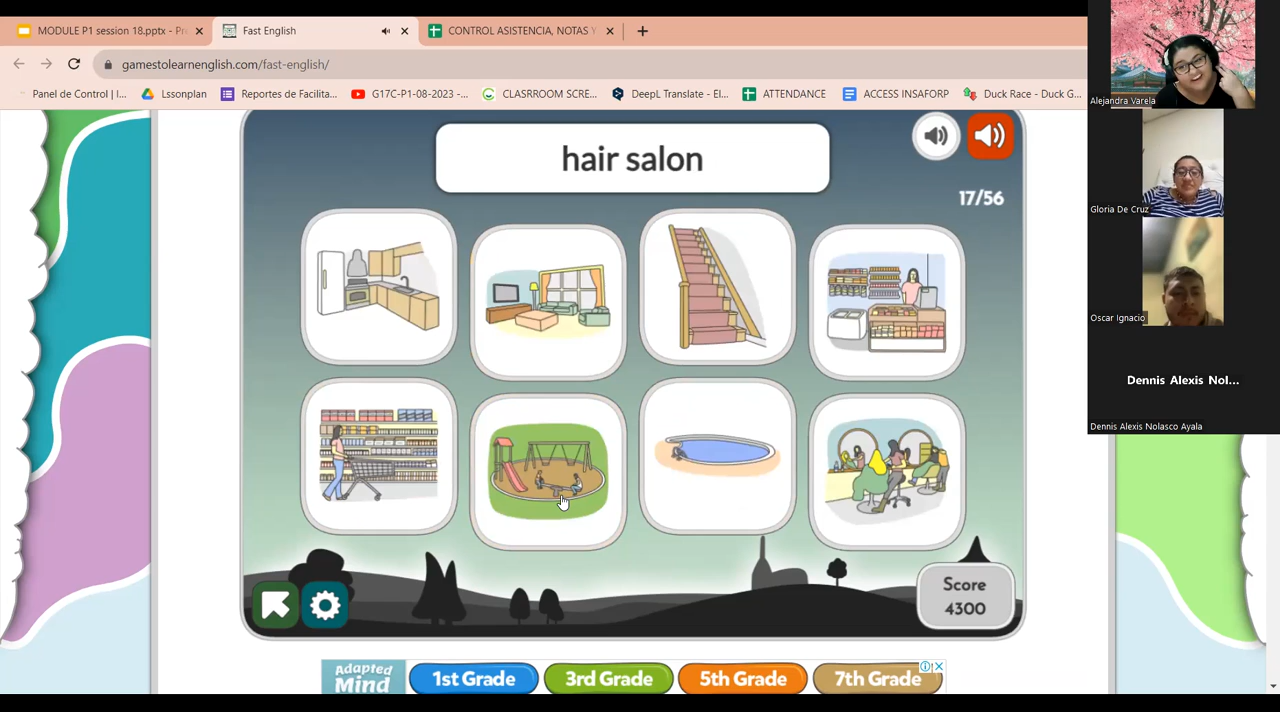 MODULE P1 session 18.pptx - Pr
Fast English
CONTROL ASISTENCIA, NOTAS Y
gamestolearnenglish.com/fast-english/
Panel de Control | I...
Lssonplan
Reportes de Facilita...
G17C-P1-08-2023 -...
CLASSROOM SCRE...
DeepL Translate - El...
ATTENDANCE
ACCESS INSAFORP
Duck Race - Duck G...
hair salon
17/56
Score
4300
Adapted
Mind
1st Grade
3rd Grade
5th Grade
7th Grade
Alejandra Varela
Gloria De Cruz
Oscar Ignacio
Dennis Alexis Nol...
Dennis Alexis Nolasco Ayala